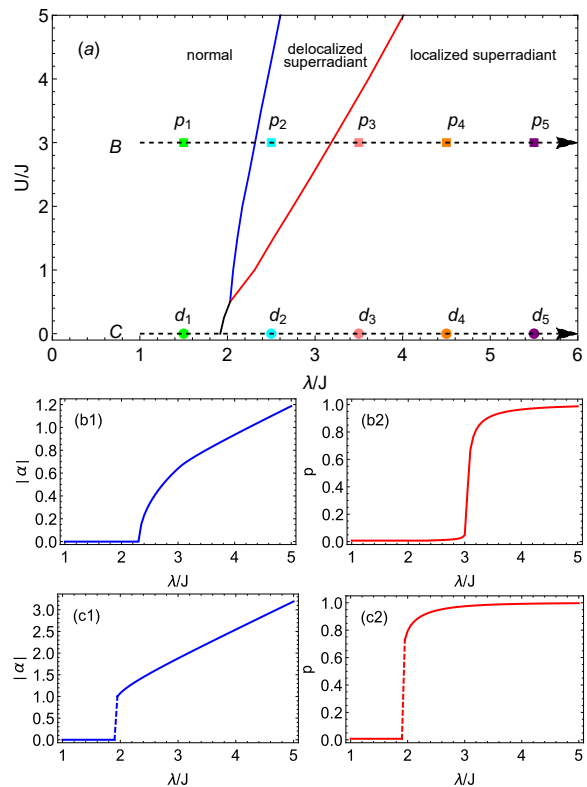 (a)
normal
delocalized
superradiant
localized superradiant
U/J
5
4
3
2
1
0
B
p1 p2 p3 p4 p5
C
d1 d2 d3 d4 d5
0 1 2 3 4 5 6
λ/J
(b1)
|α|
1.2
1.0
0.8
0.6
0.4
0.2
0.0
1 2 3 4 5
λ/J
(b2)
p
1.0
0.8
0.6
0.4
0.2
0.0
1 2 3 4 5
λ/J
(c1)
|α|
3.0
2.5
2.0
1.5
1.0
0.5
0.0
1 2 3 4 5
λ/J
(c2)
p
1.0
0.8
0.6
0.4
0.2
0.0
1 2 3 4 5
λ/J